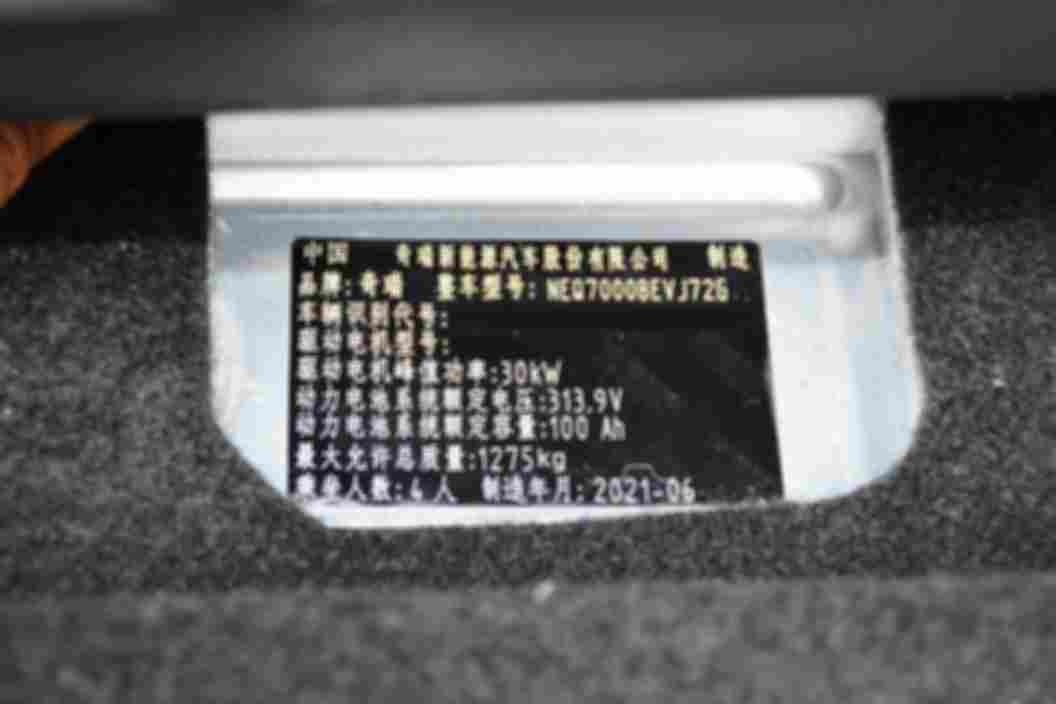 中国 奇瑞新能源汽车股份有限公司 制造
品牌:奇瑞 整车型号:NEQ7000BEVJ72G
车辆识别代号:
驱动电机型号:
驱动电机峰值功率:30kW
动力电池系统额定电压:313.9V
动力电池系统额定容量:100 Ah
最大允许总质量:1275kg
乘坐人数:4人 制造年月:2021-06